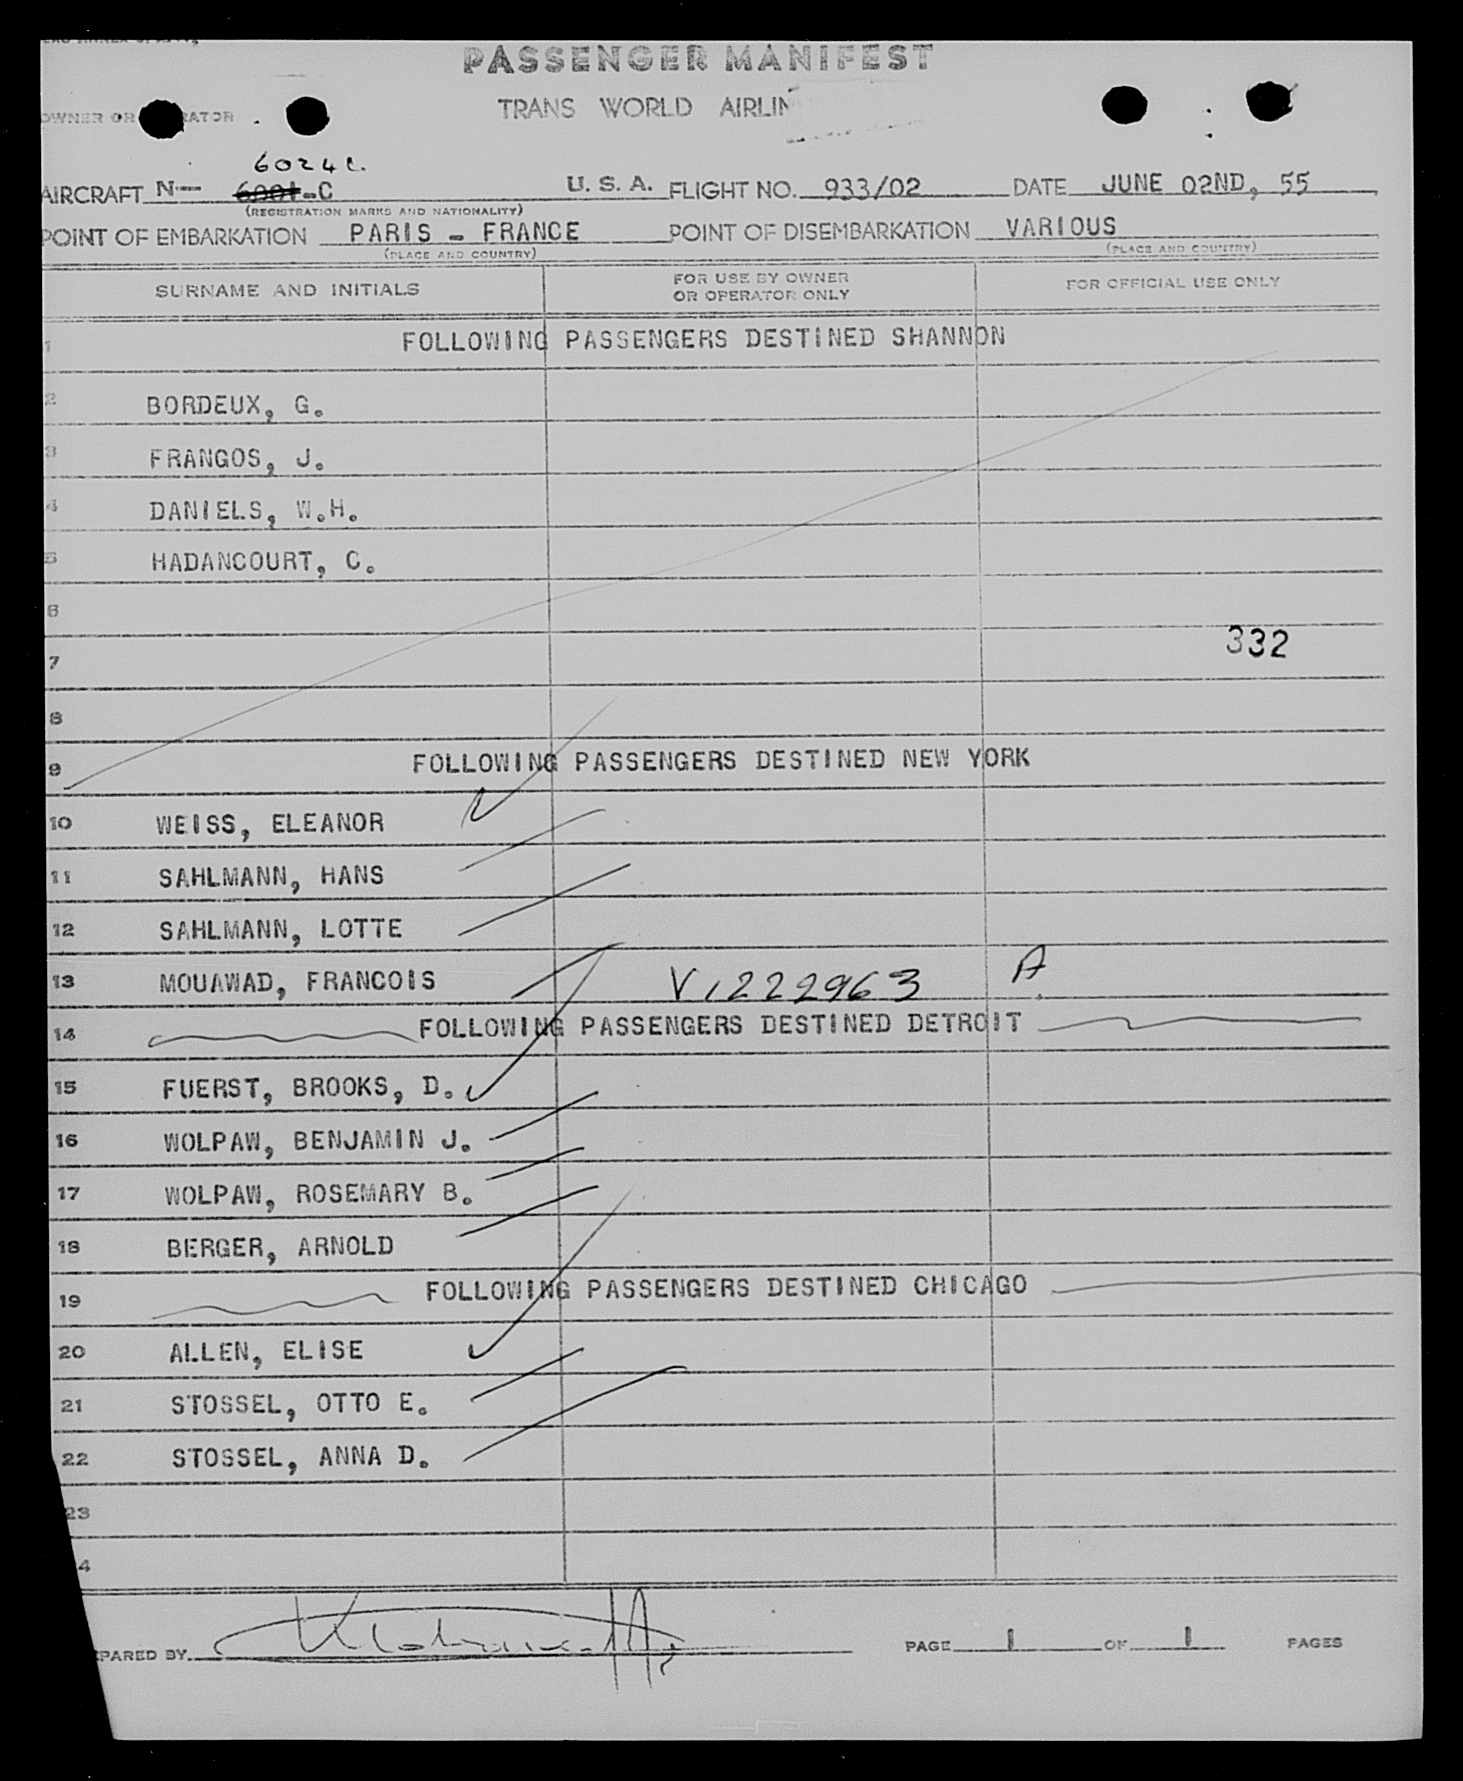 PASSENGER MANIFEST
TRANS WORLD AIRLIN
OWNER OR RATOR
6024C.
AIRCRAFT N— 6001-C U. S. A. FLIGHT NO. 933/02 DATE JUNE 02ND, 55
(REGISTRATION MARKS AND NATIONALITY)
POINT OF EMBARKATION PARIS - FRANCE POINT OF DISEMBARKATION VARIOUS
(PLACE AND COUNTRY) (PLACE AND COUNTRY)
SURNAME AND INITIALS FOR USE BY OWNER OR OPERATOR ONLY FOR OFFICIAL USE ONLY
1 FOLLOWING PASSENGERS DESTINED SHANNON
2 BORDEUX, G.
3 FRANGOS, J.
4 DANIELS, W.H.
5 HADANCOURT, C.
6
332
7
8
9 FOLLOWING PASSENGERS DESTINED NEW YORK
10 WEISS, ELEANOR
11 SAHLMANN, HANS
12 SAHLMANN, LOTTE
13 MOUAWAD, FRANCOIS V1222963 A
14 FOLLOWING PASSENGERS DESTINED DETROIT
15 FUERST, BROOKS, D.
16 WOLPAW, BENJAMIN J.
17 WOLPAW, ROSEMARY B.
18 BERGER, ARNOLD
19 FOLLOWING PASSENGERS DESTINED CHICAGO
20 ALLEN, ELISE
21 STOSSEL, OTTO E.
22 STOSSEL, ANNA D.
23
4
PARED BY PAGE 1 OF 1 PAGES